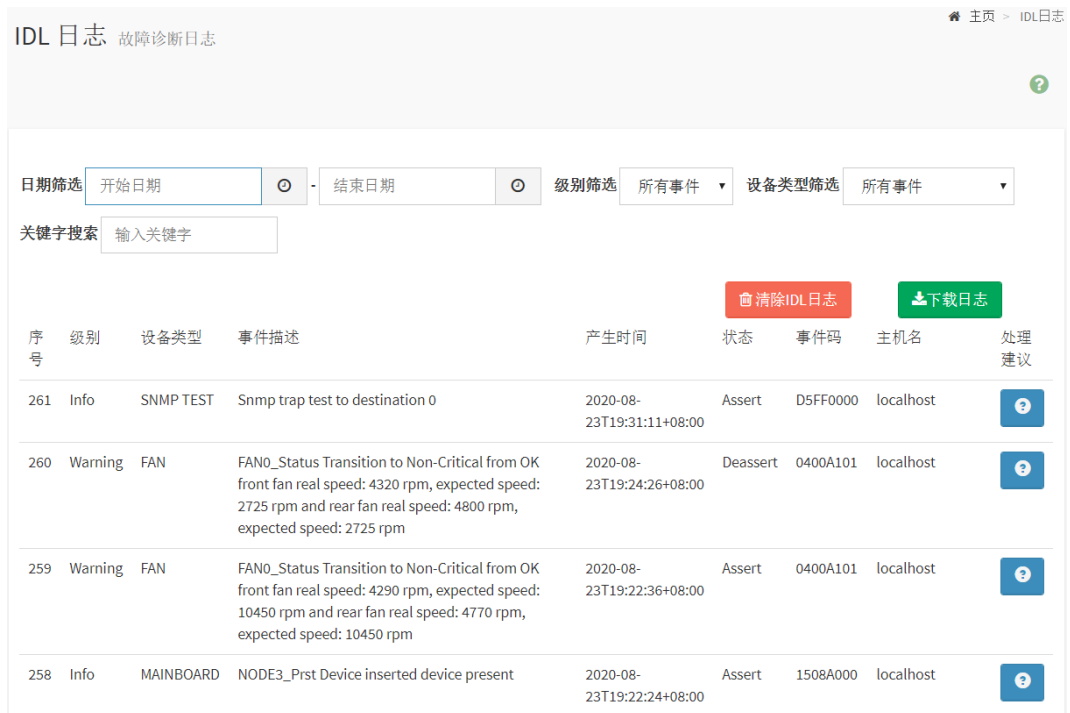 主页 > IDL日志
IDL 日志 故障诊断日志
日期筛选 开始日期 - 结束日期 级别筛选 所有事件 设备类型筛选 所有事件
关键字搜索 输入关键字
清除IDL日志 下载日志
序号 级别 设备类型 事件描述 产生时间 状态 事件码 主机名 处理建议
261 Info SNMP TEST Snmp trap test to destination 0 2020-08-23T19:31:11+08:00 Assert D5FF0000 localhost
260 Warning FAN FAN0_Status Transition to Non-Critical from OK 2020-08-23T19:24:26+08:00 Deassert 0400A101 localhost
front fan real speed: 4320 rpm, expected speed:
2725 rpm and rear fan real speed: 4800 rpm,
expected speed: 2725 rpm
259 Warning FAN FAN0_Status Transition to Non-Critical from OK 2020-08-23T19:22:36+08:00 Assert 0400A101 localhost
front fan real speed: 4290 rpm, expected speed:
10450 rpm and rear fan real speed: 4770 rpm,
expected speed: 10450 rpm
258 Info MAINBOARD NODE3_Prst Device inserted device present 2020-08-23T19:22:24+08:00 Assert 1508A000 localhost